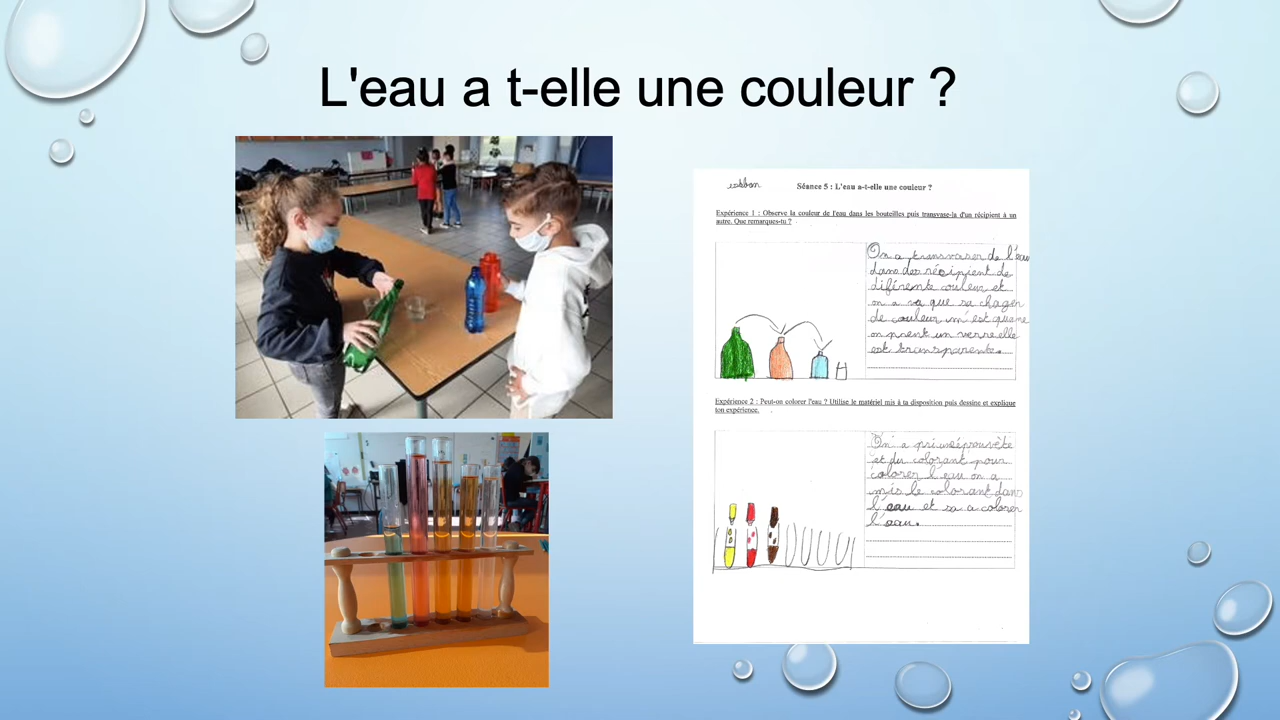 L'eau a t-elle une couleur ?
Séance 5 : L'eau a-t-elle une couleur ?
Expérience 1 : Observe la couleur de l'eau dans les bouteilles puis transvase-la d'un récipient à un
autre. Que remarques-tu ?
On a transvaser de l'eau
dans des récipient de
diférente couleur et
on a vu que sa chager
de couleur m'est quame
on prent un verre elle
est transparente.
Expérience 2 : Peut-on colorer l'eau ? Utilise le matériel mis à ta disposition puis dessine et explique
ton expérience.
On a pri une éprouvète
et du colorant pour
colorer l'eau on a
mis le colorant dans
l'eau et sa a colorer
l'eau.